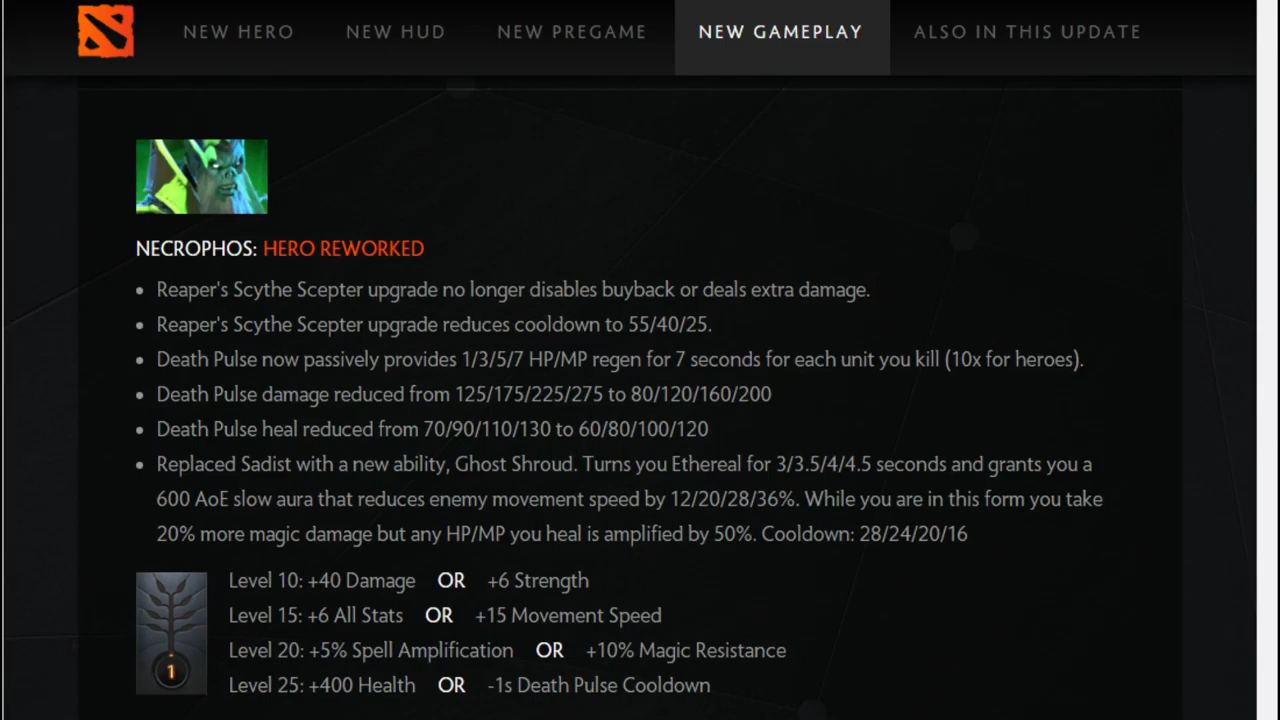 NEW HERO NEW HUD NEW PREGAME NEW GAMEPLAY ALSO IN THIS UPDATE
NECROPHOS: HERO REWORKED
• Reaper's Scythe Scepter upgrade no longer disables buyback or deals extra damage.
• Reaper's Scythe Scepter upgrade reduces cooldown to 55/40/25.
• Death Pulse now passively provides 1/3/5/7 HP/MP regen for 7 seconds for each unit you kill (10x for heroes).
• Death Pulse damage reduced from 125/175/225/275 to 80/120/160/200
• Death Pulse heal reduced from 70/90/110/130 to 60/80/100/120
• Replaced Sadist with a new ability, Ghost Shroud. Turns you Ethereal for 3/3.5/4/4.5 seconds and grants you a
600 AoE slow aura that reduces enemy movement speed by 12/20/28/36%. While you are in this form you take
20% more magic damage but any HP/MP you heal is amplified by 50%. Cooldown: 28/24/20/16
Level 10: +40 Damage OR +6 Strength
Level 15: +6 All Stats OR +15 Movement Speed
Level 20: +5% Spell Amplification OR +10% Magic Resistance
1
Level 25: +400 Health OR -1s Death Pulse Cooldown